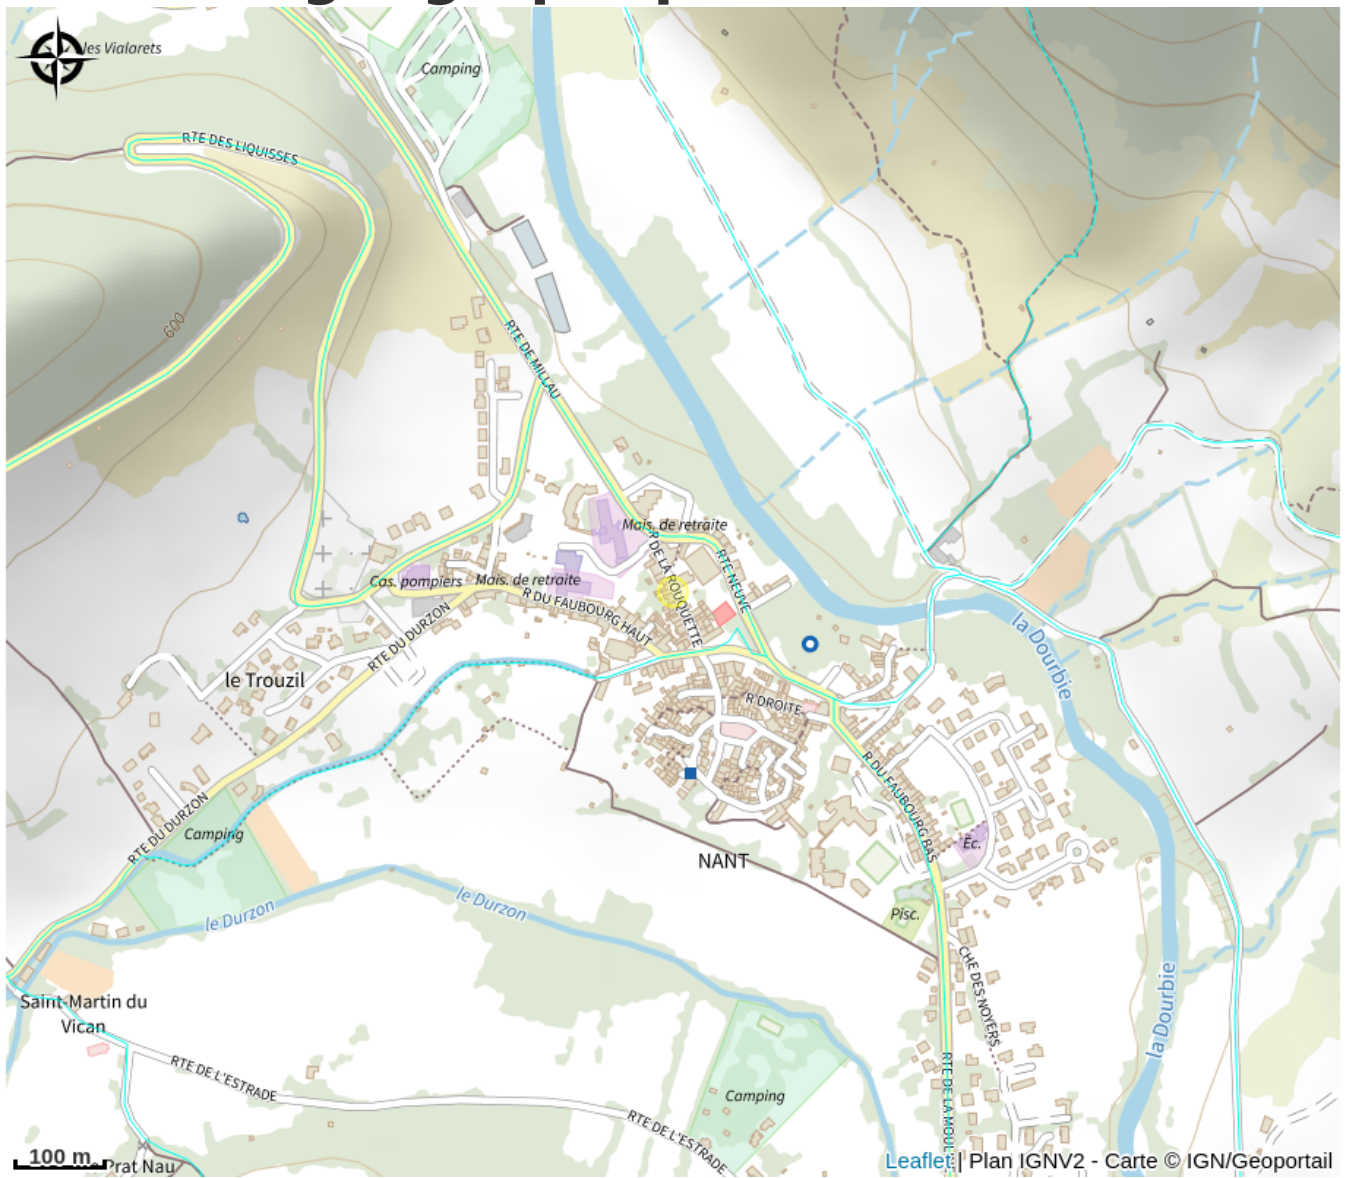 les Vialarets
Camping
RTE DES LIQUISSES
600
RTE DE MILLAU
Mais. de retraite
R DE LA ROUQUETTE
RTE NEUVE
Cas. pompiers
Mais. de retraite
R DU FAUBOURG HAUT
RTE DU DURZON
la Dourbie
le Trouzil
R DROITE
R DU FAUBOURG BAS
RTE DU DURZON
Camping
Éc.
NANT
le Durzon
le Durzon
Pisc.
CHE DES NOYERS
la Dourbie
Saint-Martin du
Vican
RTE DE L'ESTRADE
RTE DE LA MOUL
Camping
RTE DE L'ESTRADE
100 m
Prat Nau
Leaflet | Plan IGNV2 - Carte © IGN/Geoportail